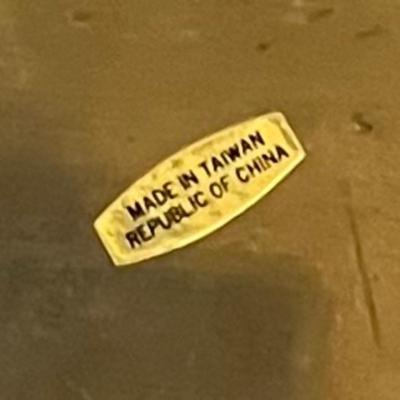 MADE IN TAIWAN
REPUBLIC OF CHINA